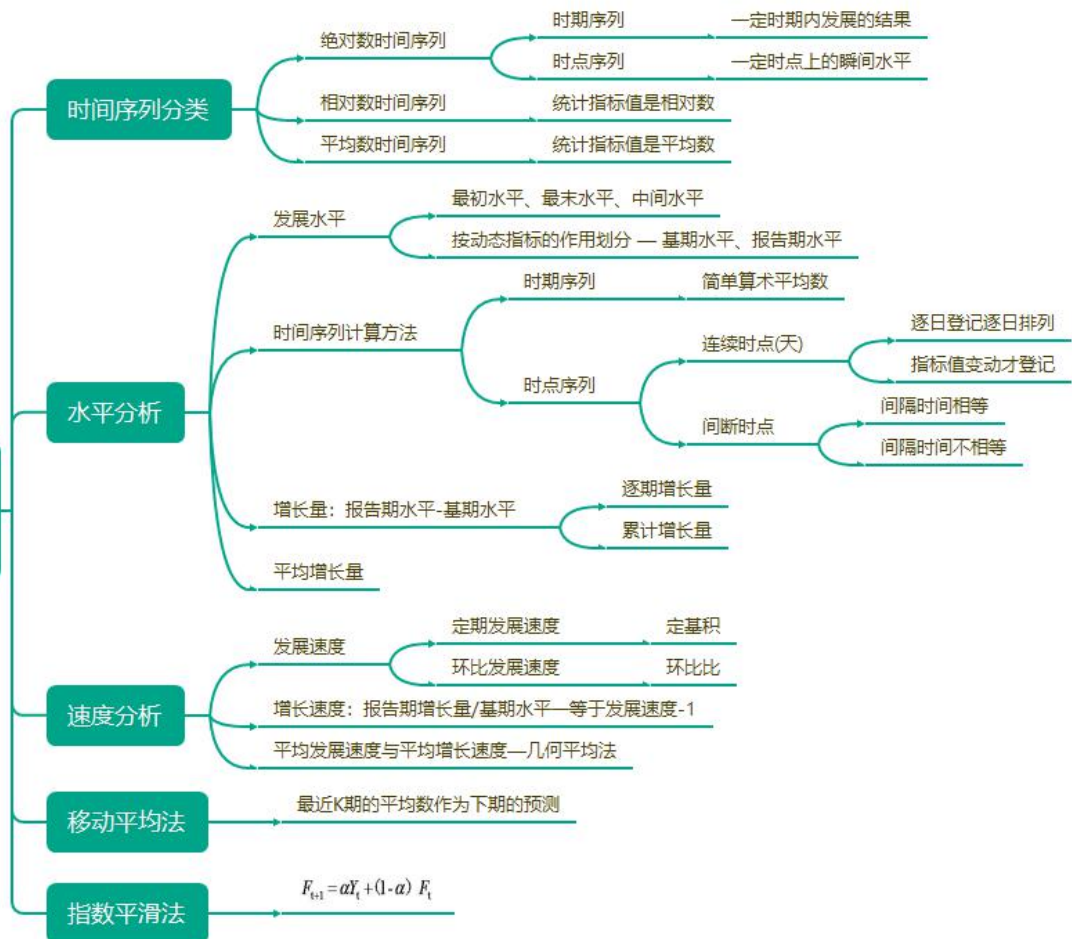 时间序列分类
绝对数时间序列
时期序列
一定时期内发展的结果
时点序列
一定时点上的瞬间水平
相对数时间序列
统计指标值是相对数
平均数时间序列
统计指标值是平均数
水平分析
发展水平
最初水平、最末水平、中间水平
按动态指标的作用划分 — 基期水平、报告期水平
时间序列计算方法
时期序列
简单算术平均数
时点序列
连续时点(天)
逐日登记逐日排列
指标值变动才登记
间断时点
间隔时间相等
间隔时间不相等
增长量：报告期水平-基期水平
逐期增长量
累计增长量
平均增长量
速度分析
发展速度
定期发展速度
定基积
环比发展速度
环比比
增长速度：报告期增长量/基期水平—等于发展速度-1
平均发展速度与平均增长速度—几何平均法
移动平均法
最近K期的平均数作为下期的预测
指数平滑法
F_{t+1} = αY_t + (1-α) F_t